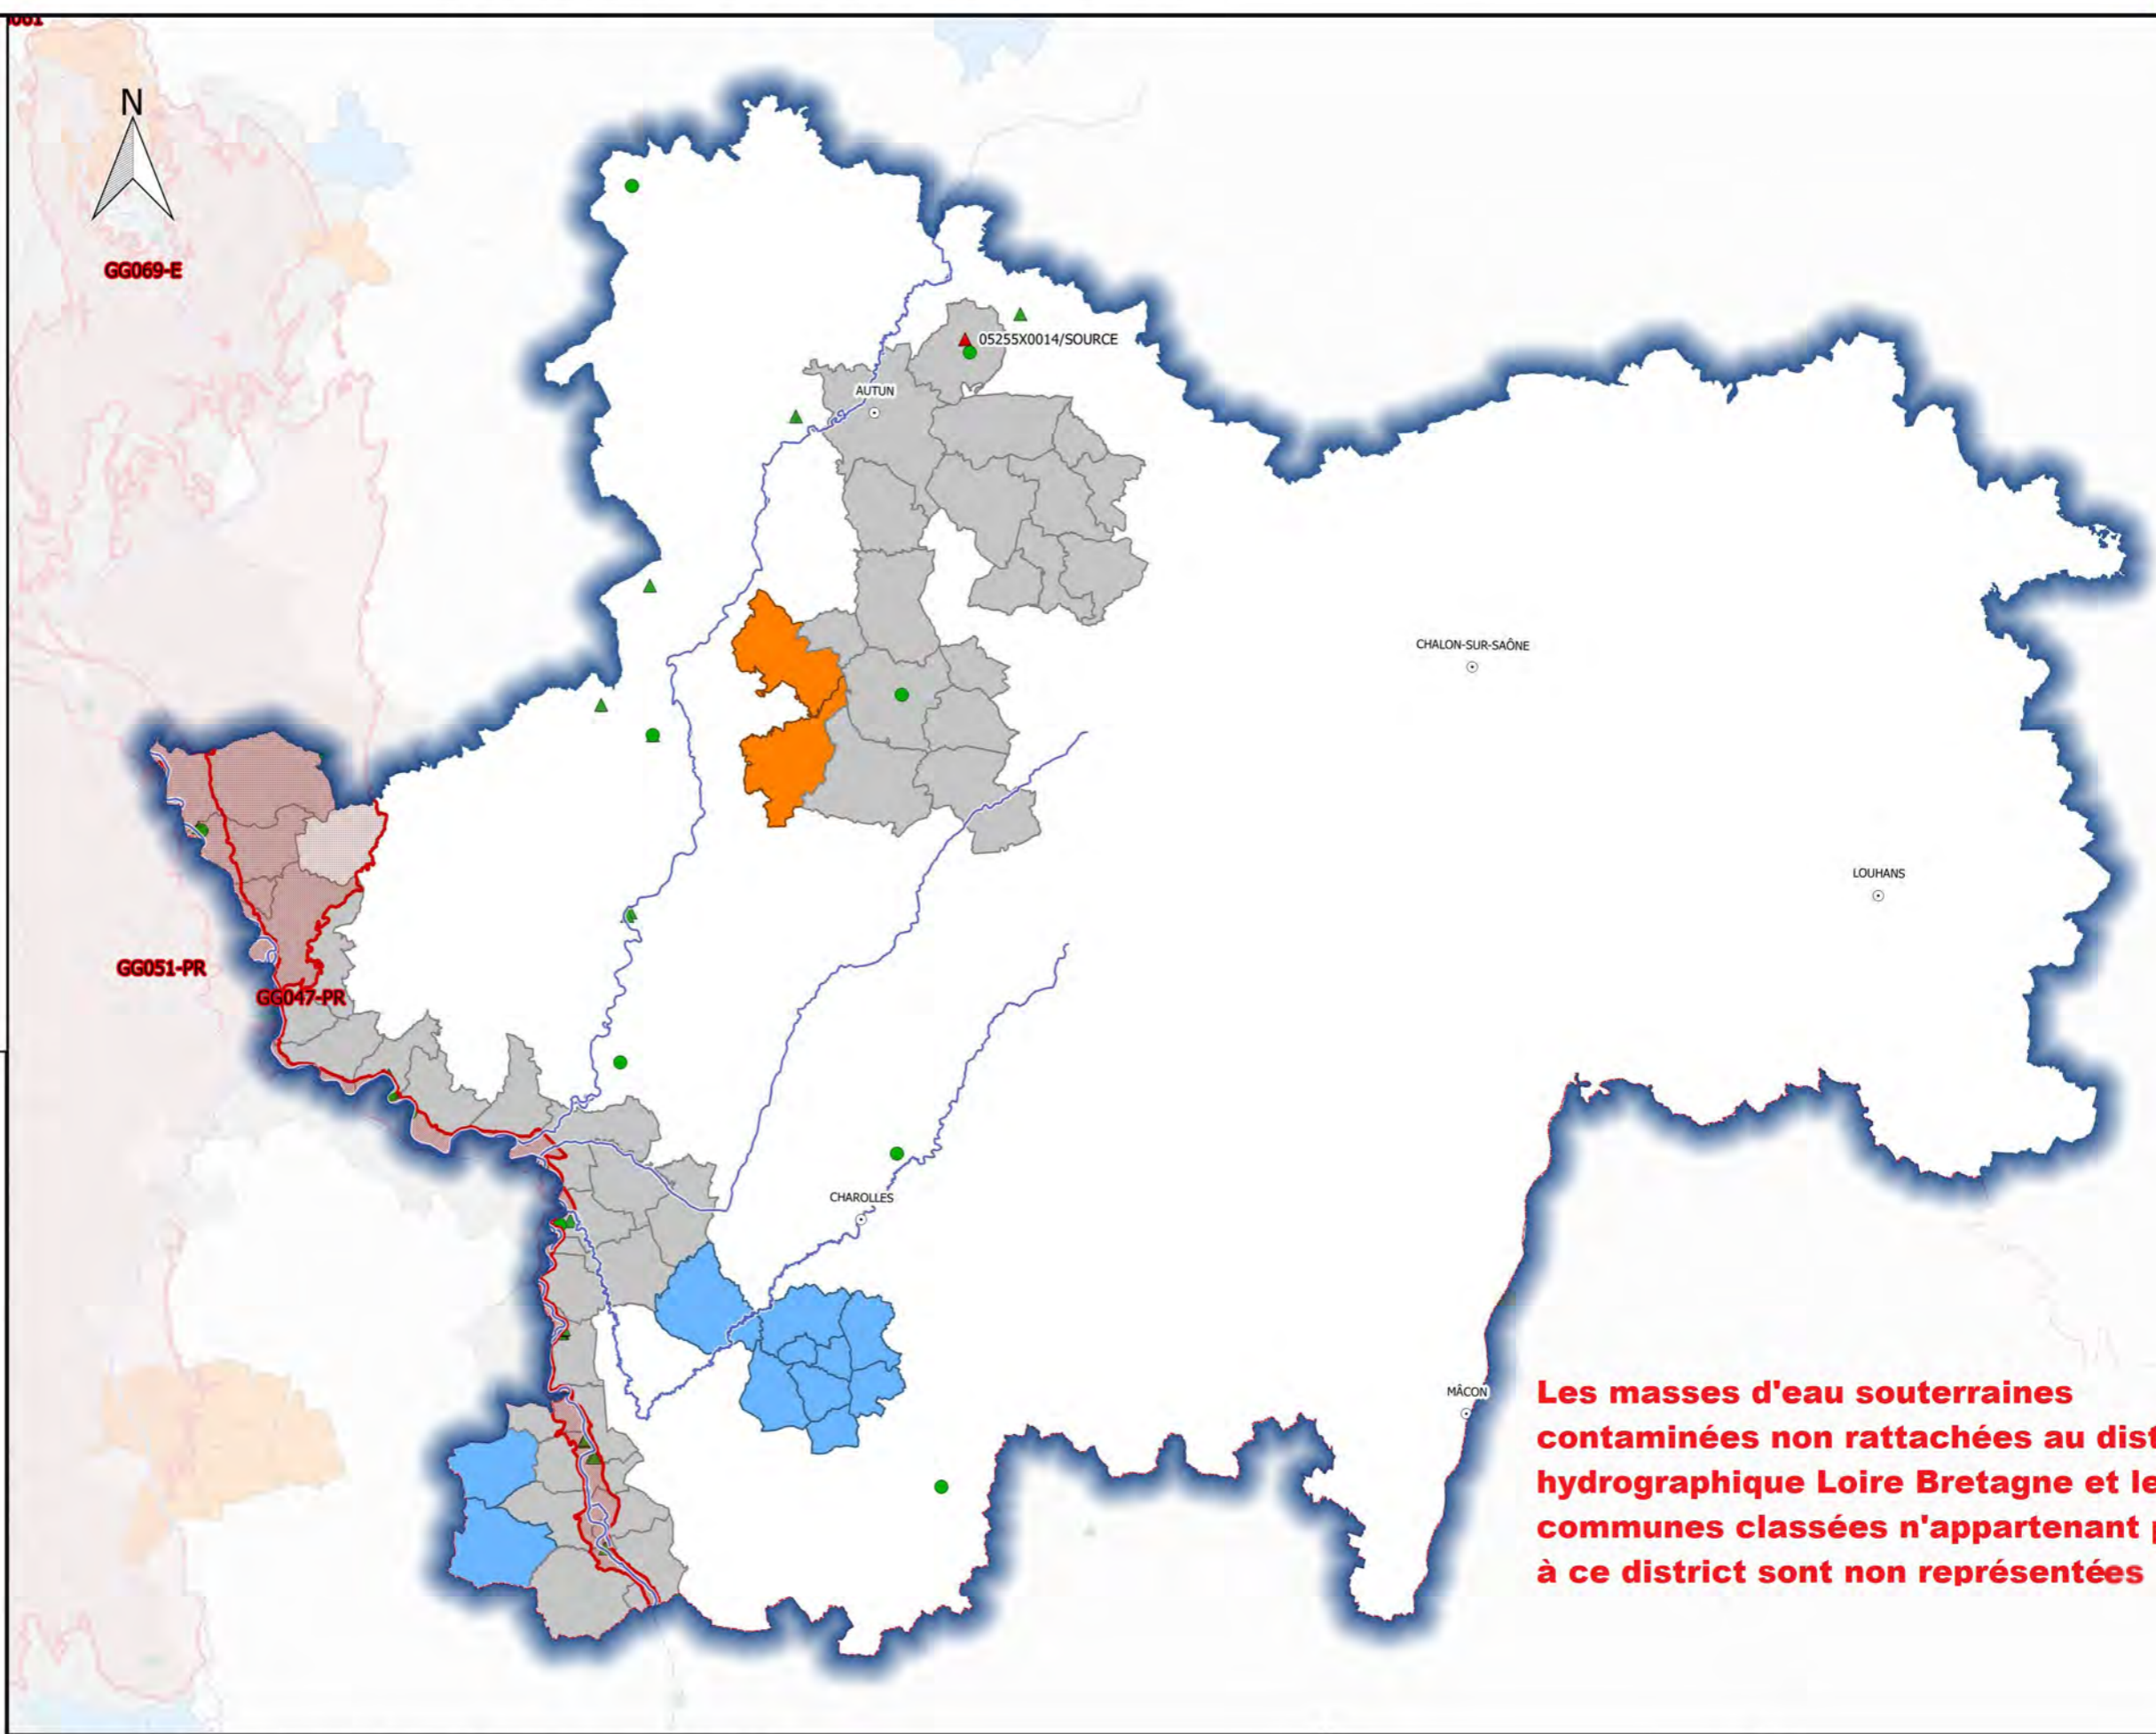 N
GG069-E
05255X0014/SOURCE
AUTUN
CHALON-SUR-SAÔNE
LOUHANS
GG051-PR
GG047-PR
CHAROLLES
MÂCON
Les masses d'eau souterraines
contaminées non rattachées au dist
hydrographique Loire Bretagne et le
communes classées n'appartenant
à ce district sont non représentées